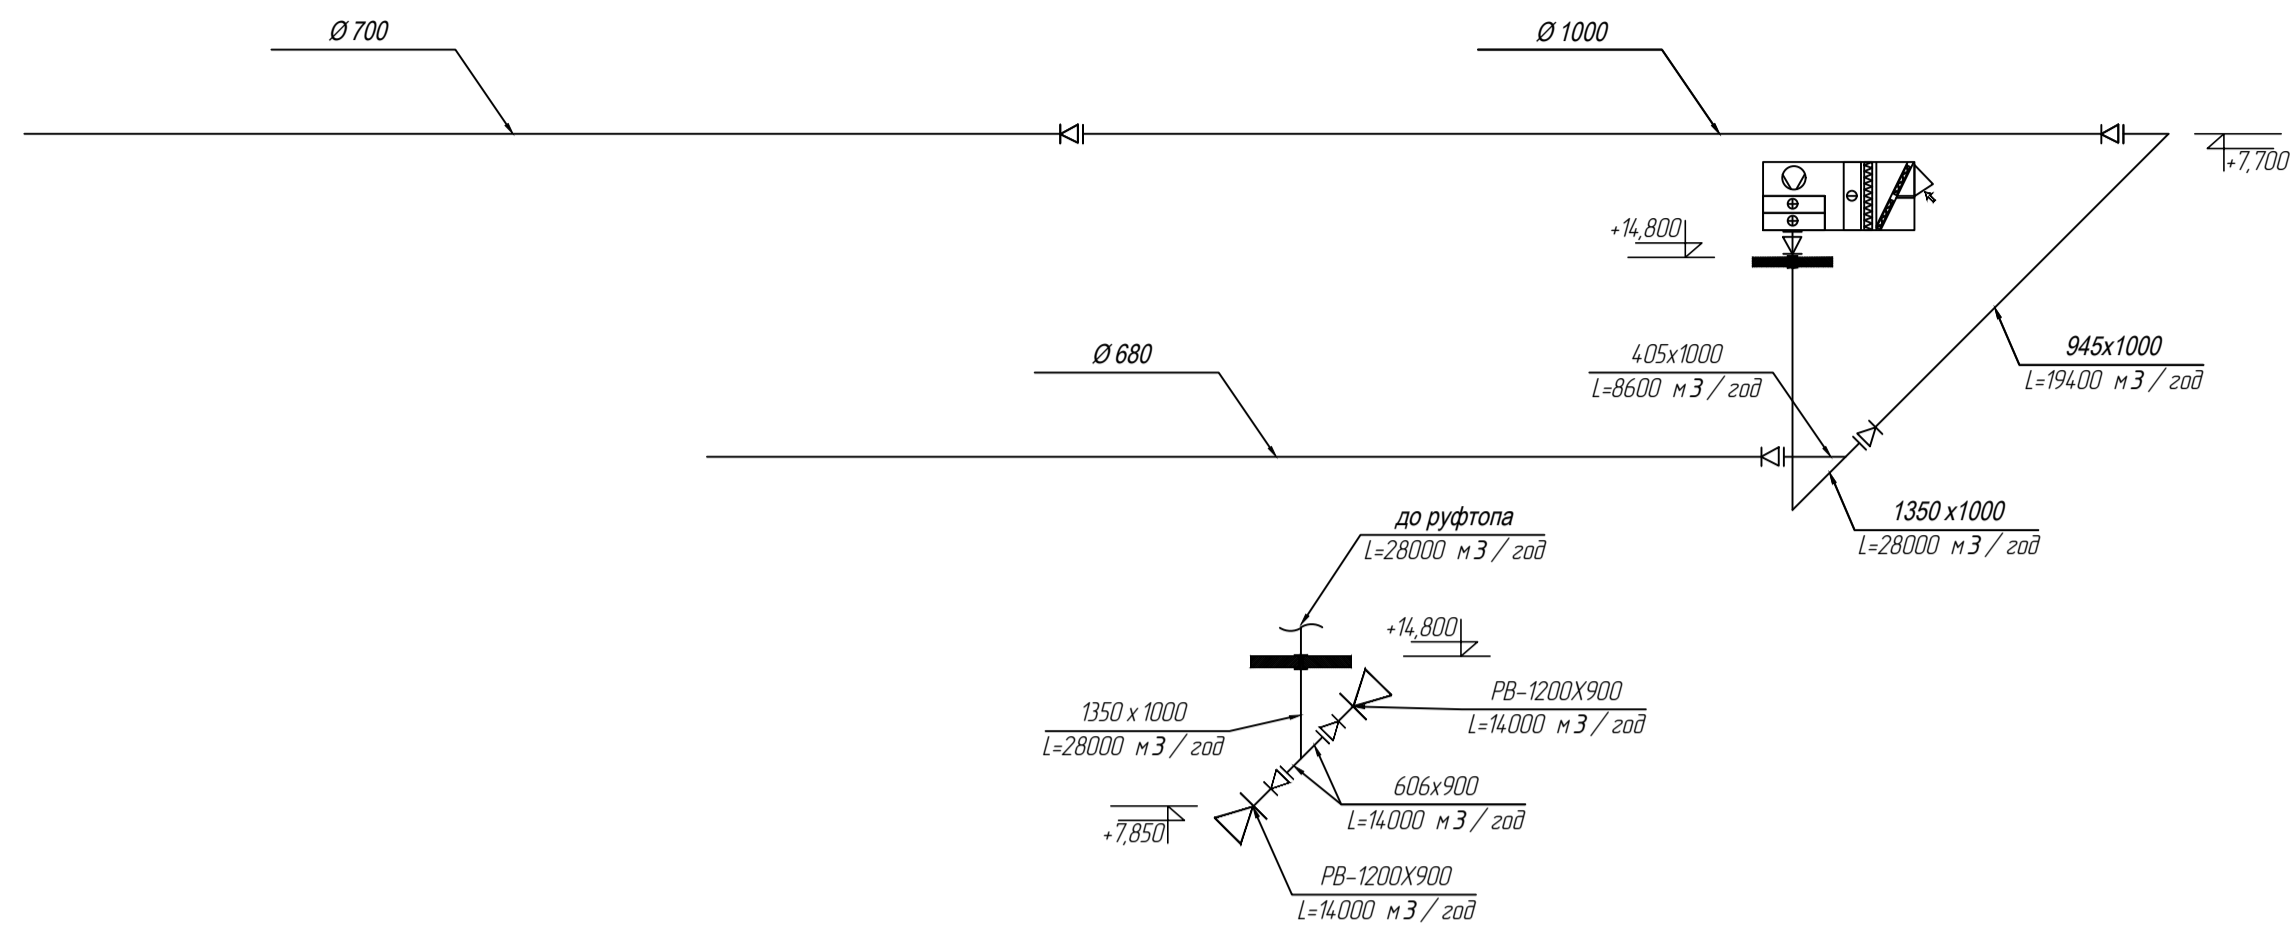 Ø 700
Ø 1000
+7,700
+14,800
Ø 680
405x1000
L=8600 м3/год
945x1000
L=19400 м3/год
1350 x1000
L=28000 м3/год
до руфтопа
L=28000 м3/год
+14,800
1350 x 1000
L=28000 м3/год
РВ-1200Х900
L=14000 м3/год
606x900
L=14000 м3/год
+7,850
РВ-1200Х900
L=14000 м3/год